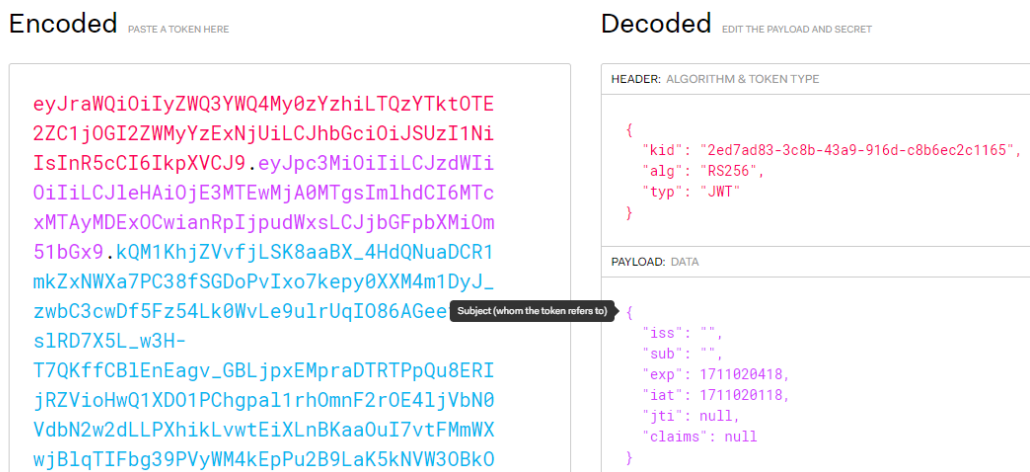 Encoded PASTE A TOKEN HERE
eyJraWQiOiIyZWQ3YWQ4My0zYzhiLTQzYTktOTE
2ZC1jOGI2ZWMyYzExNjUiLCJhbGciOiJSUzI1Ni
IsInR5cCI6IkpXVCJ9.eyJpc3MiOiIiLCJzdWIi
OiIiLCJleHAiOjE3MTEwMjA0MTgsImlhdCI6MTc
xMTAyMDExOCwianRpIjpudWxsLCJjbGFpbXMiOm
51bGx9.kQM1KhjZVvfjLSK8aaBX_4HdQNuaDCR1
mkZxNWXa7PC38fSGDoPvIxo7kepy0XXM4m1DyJ_
zwbC3cwDf5Fz54Lk0WvLe9ulrUqIO86AGee
slRD7X5L_w3H-
T7QKffCBlEnEagv_GBLjpxEMpraDTRTPpQu8ERI
jRZVioHwQ1XDO1PChgpal1rhOmnF2rOE4ljVbN0
VdbN2w2dLLPXhikLvwtEiXLnBKaaOuI7vtFMmWX
wjBlqTIFbg39PVyWM4kEpPu2B9LaK5kNVW3OBkO
Subject (whom the token refers to)
Decoded EDIT THE PAYLOAD AND SECRET
HEADER: ALGORITHM & TOKEN TYPE
{
"kid": "2ed7ad83-3c8b-43a9-916d-c8b6ec2c1165",
"alg": "RS256",
"typ": "JWT"
}
PAYLOAD: DATA
{
"iss": "",
"sub": "",
"exp": 1711020418,
"iat": 1711020118,
"jti": null,
"claims": null
}